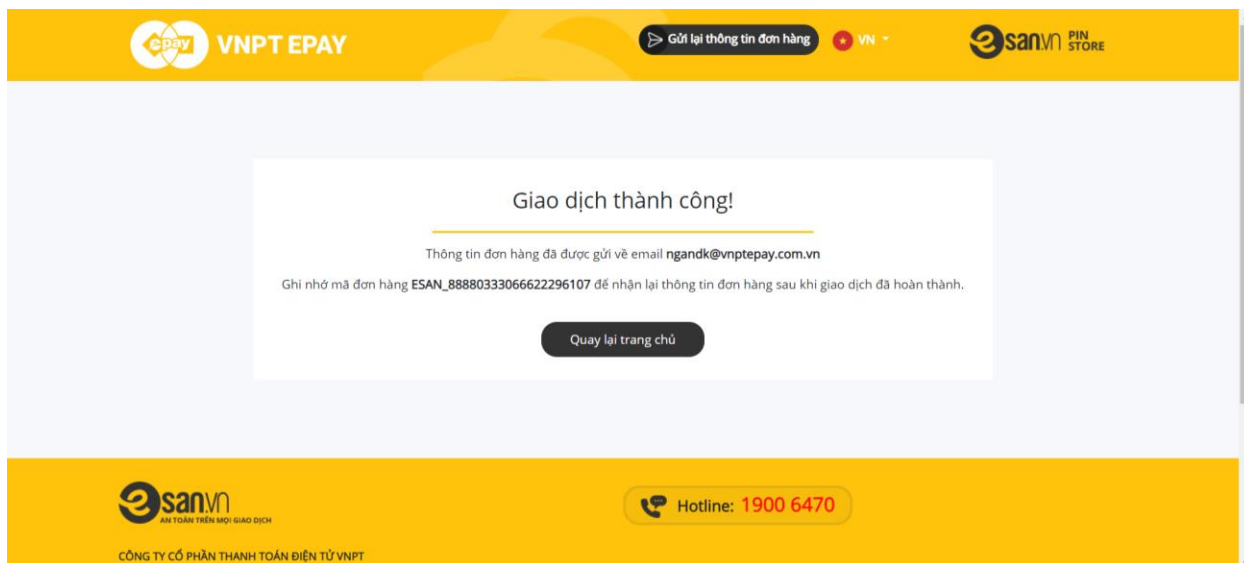 epay VNPT EPAY
Gửi lại thông tin đơn hàng
VN
esan.vn PIN STORE
Giao dịch thành công!
Thông tin đơn hàng đã được gửi về email ngandk@vnptepay.com.vn
Ghi nhớ mã đơn hàng ESAN_88880333066622296107 để nhận lại thông tin đơn hàng sau khi giao dịch đã hoàn thành.
Quay lại trang chủ
esan.vn
AN TOÀN TRÊN MỌI GIAO DỊCH
Hotline: 1900 6470
CÔNG TY CỔ PHẦN THANH TOÁN ĐIỆN TỬ VNPT